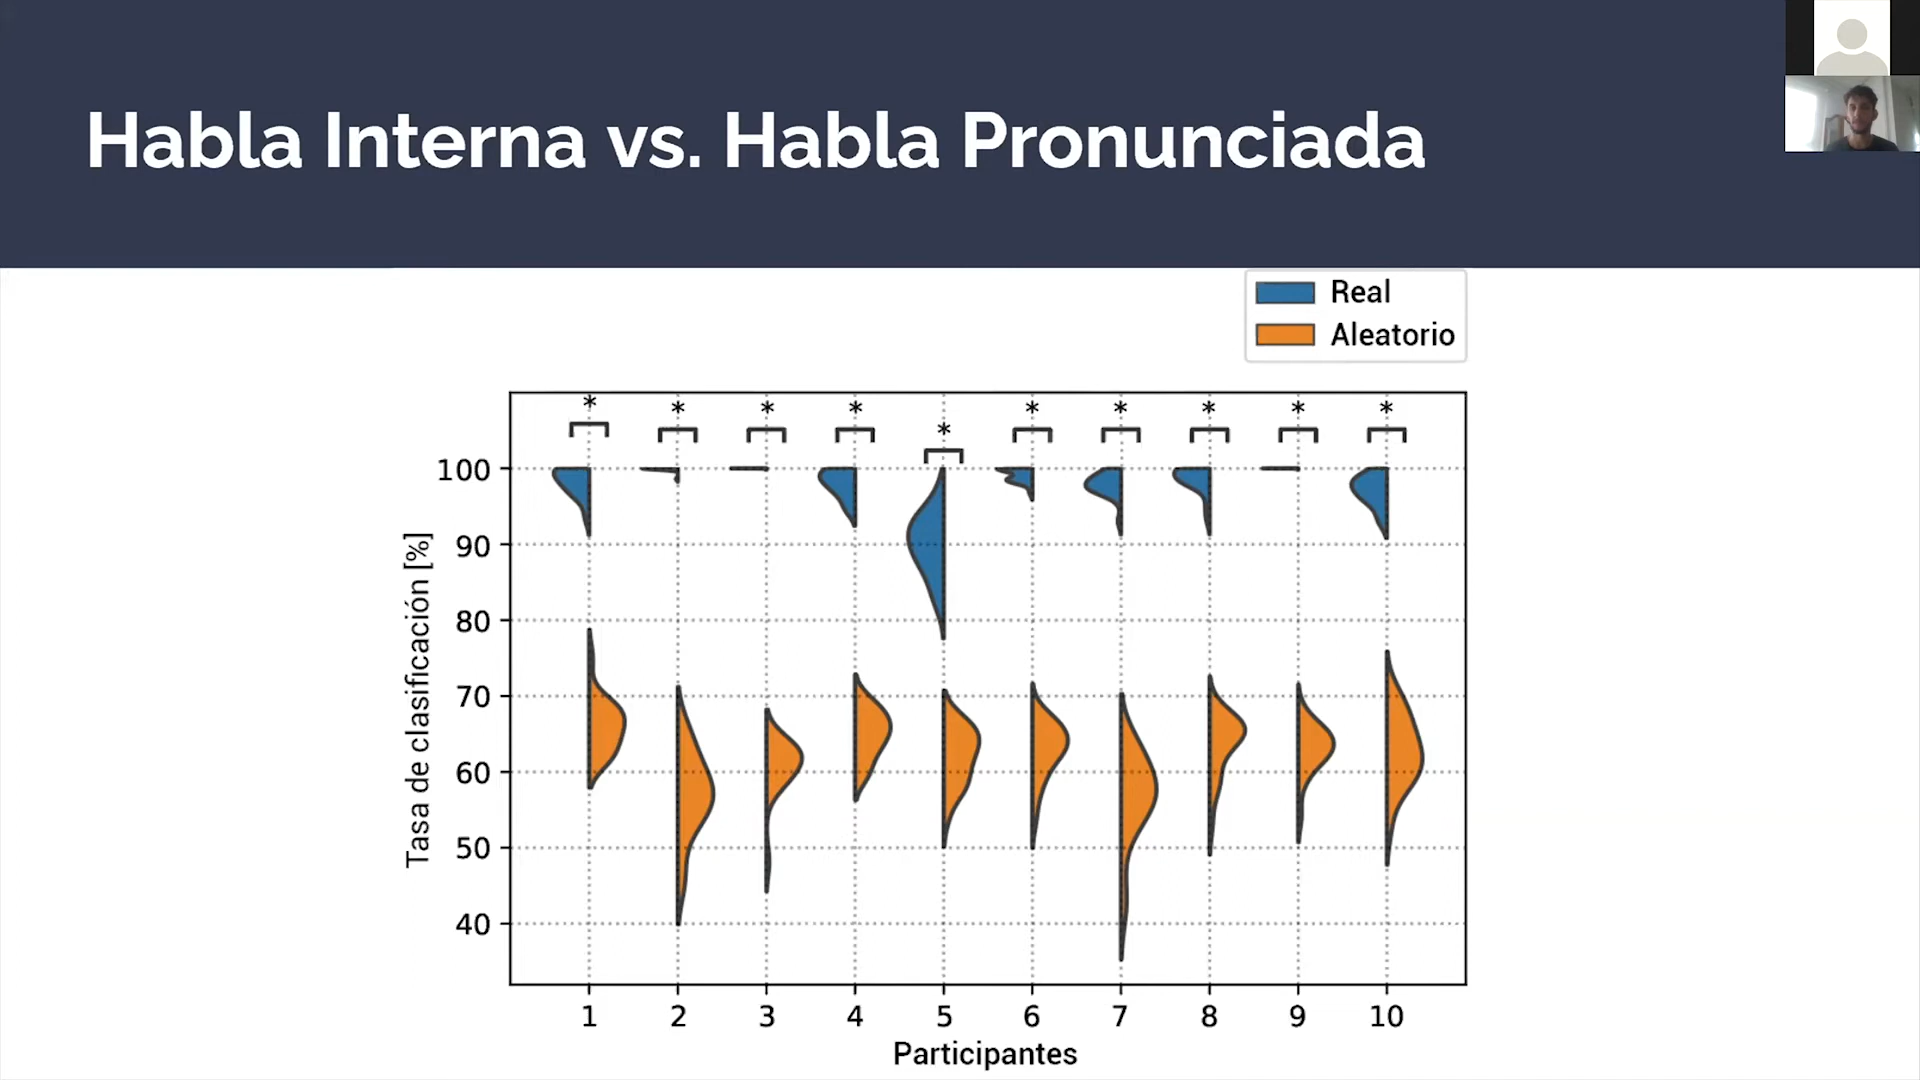 Habla Interna vs. Habla Pronunciada
Real
Aleatorio
* * * * * * * * * *
100
90
80
70
60
50
40
Tasa de clasificación [%]
1 2 3 4 5 6 7 8 9 10
Participantes